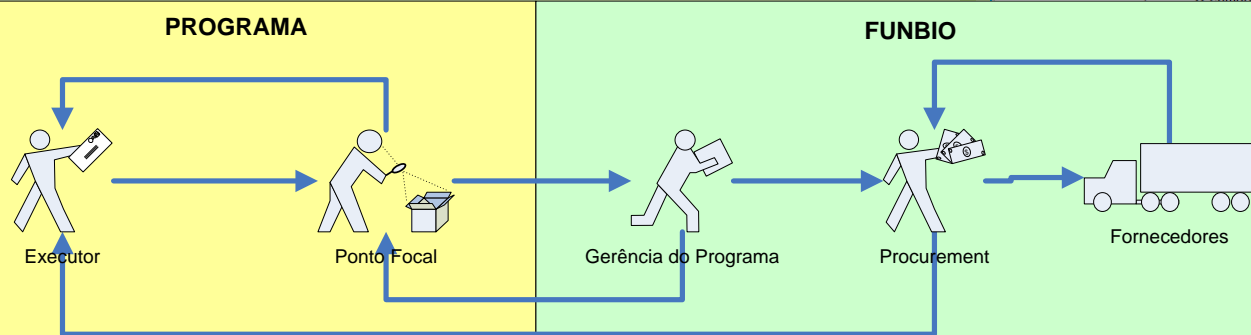 PROGRAMA
FUNBIO
Executor
Ponto Focal
Gerência do Programa
Procurement
Fornecedores